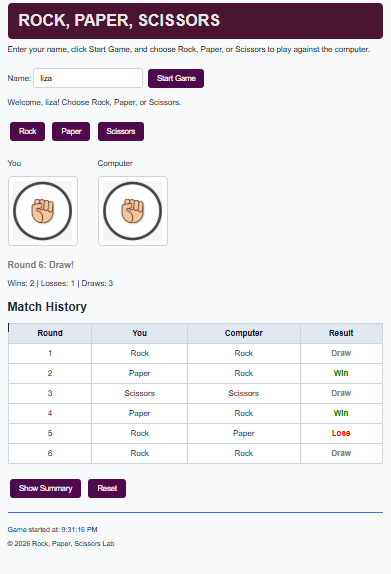 ROCK, PAPER, SCISSORS
Enter your name, click Start Game, and choose Rock, Paper, or Scissors to play against the computer.
Name: liza Start Game
Welcome, liza! Choose Rock, Paper, or Scissors.
Rock Paper Scissors
You Computer
Round 6: Draw!
Wins: 2 | Losses: 1 | Draws: 3
Match History
Round You Computer Result
1 Rock Rock Draw
2 Paper Rock Win
3 Scissors Scissors Draw
4 Paper Rock Win
5 Rock Paper Lose
6 Rock Rock Draw
Show Summary Reset
Game started at: 9:31:16 PM
© 2026 Rock, Paper, Scissors Lab